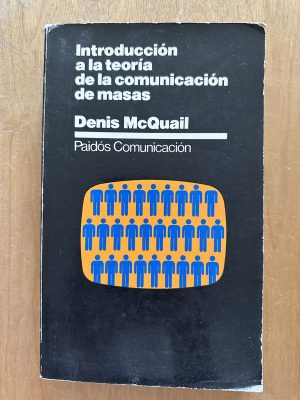 Introducción
a la teoría
de la comunicación
de masas
Denis McQuail
Paidós Comunicación